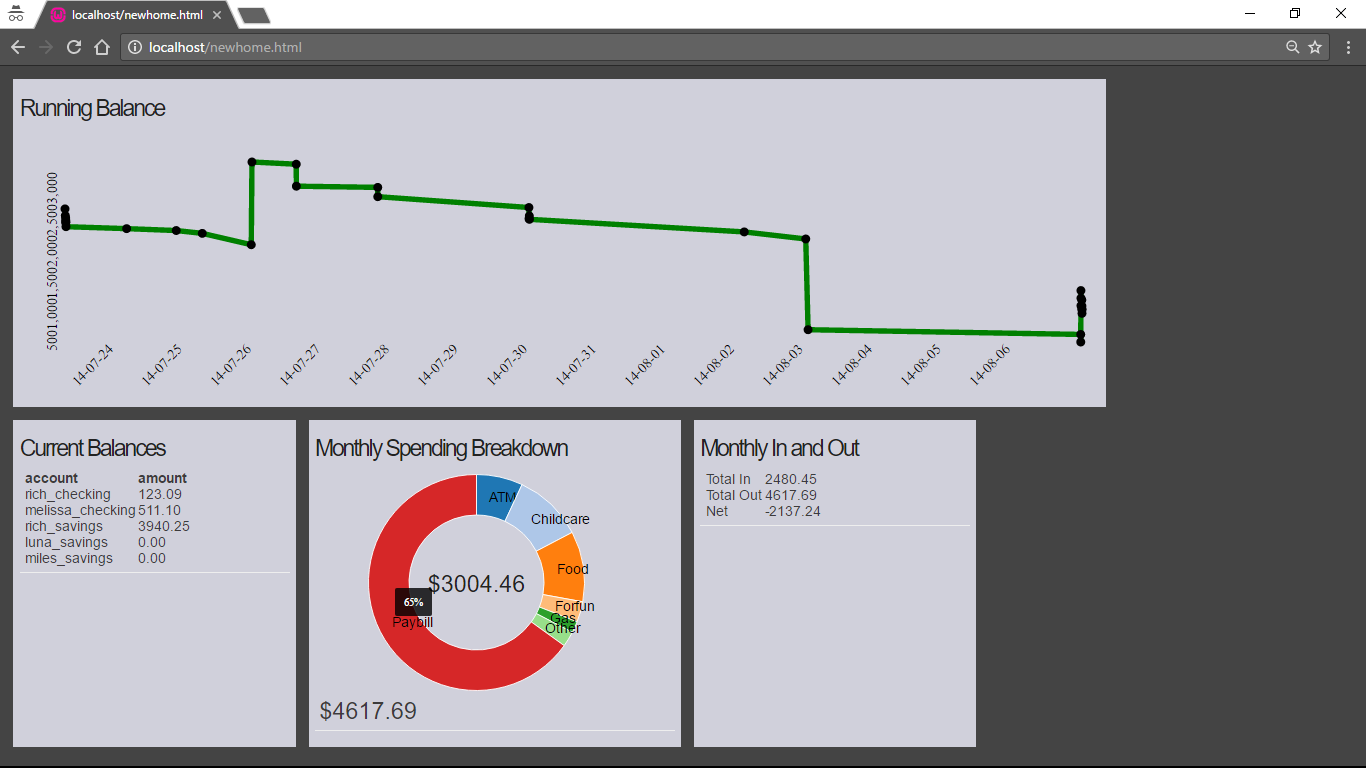 localhost/newhome.html
localhost/newhome.html
Running Balance
5001,0001,5002,0002,5003,000
14-07-24 14-07-25 14-07-26 14-07-27 14-07-28 14-07-29 14-07-30 14-07-31 14-08-01 14-08-02 14-08-03 14-08-04 14-08-05 14-08-06
Current Balances
account amount
rich_checking 123.09
melissa_checking 511.10
rich_savings 3940.25
luna_savings 0.00
miles_savings 0.00
Monthly Spending Breakdown
ATM
Childcare
Food
$3004.46
65%
Forfun
Gas
Paybill
Other
$4617.69
Monthly In and Out
Total In 2480.45
Total Out 4617.69
Net -2137.24